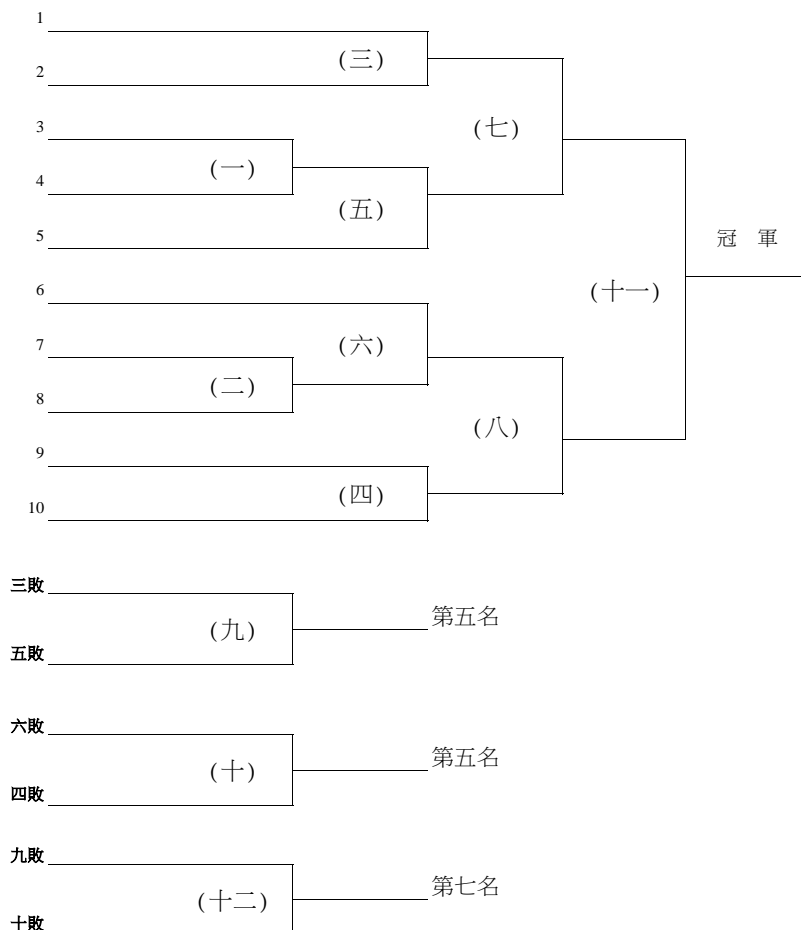 1
(三)
2
3
(七)
(一)
4
(五)
5
冠 軍
6
(十一)
7
(六)
(二)
8
(八)
9
(四)
10
三敗
(九)
第五名
五敗
六敗
(十)
第五名
四敗
九敗
(十二)
第七名
十敗